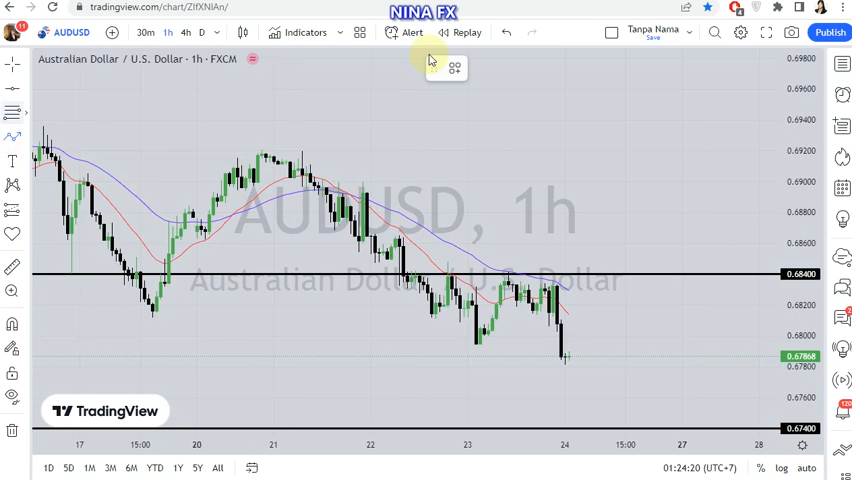 tradingview.com/chart/ZIfXNIAn/
NINA FX
11
AUDUSD
30m 1h 4h D
Indicators
Alert
Replay
Tanpa Nama
Save
Publish
Australian Dollar / U.S. Dollar · 1h · FXCM
AUDUSD, 1h
Australian Dollar / U.S. Dollar
0.69800
0.69600
0.69400
0.69200
0.69000
0.68800
0.68600
0.68400
0.68200
0.68000
0.67868
0.67800
0.67600
0.67400
TradingView
17 15:00 20 21 22 23 24 15:00 27 28
1D 5D 1M 3M 6M YTD 1Y 5Y All
01:24:20 (UTC+7)
% log auto